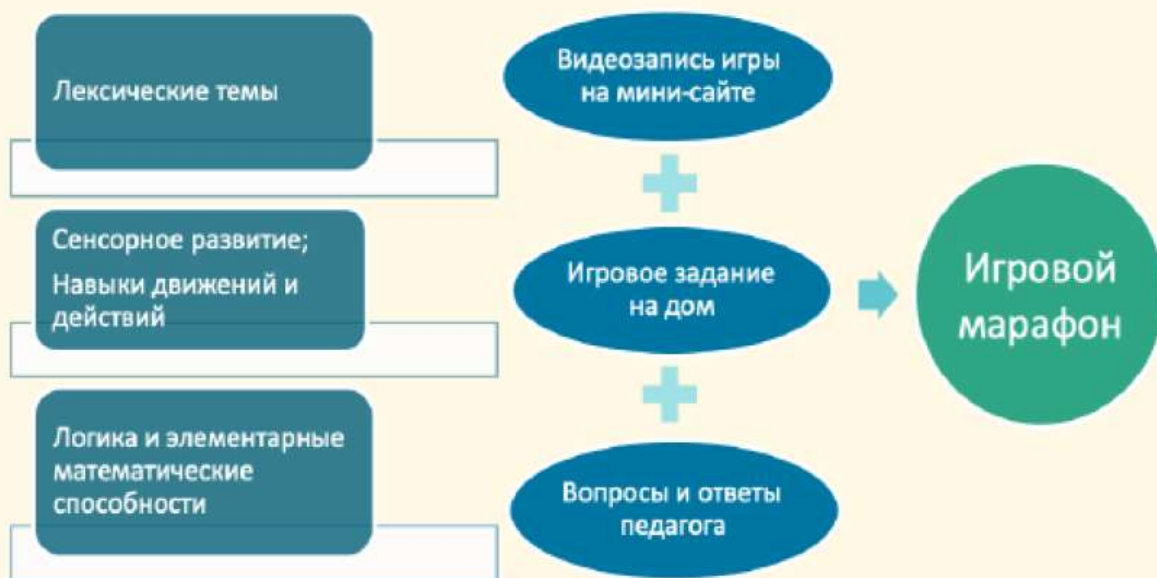 Лексические темы
Сенсорное развитие;
Навыки движений и
действий
Логика и элементарные
математические
способности
Видеозапись игры
на мини-сайте
Игровое задание
на дом
Вопросы и ответы
педагога
Игровой
марафон